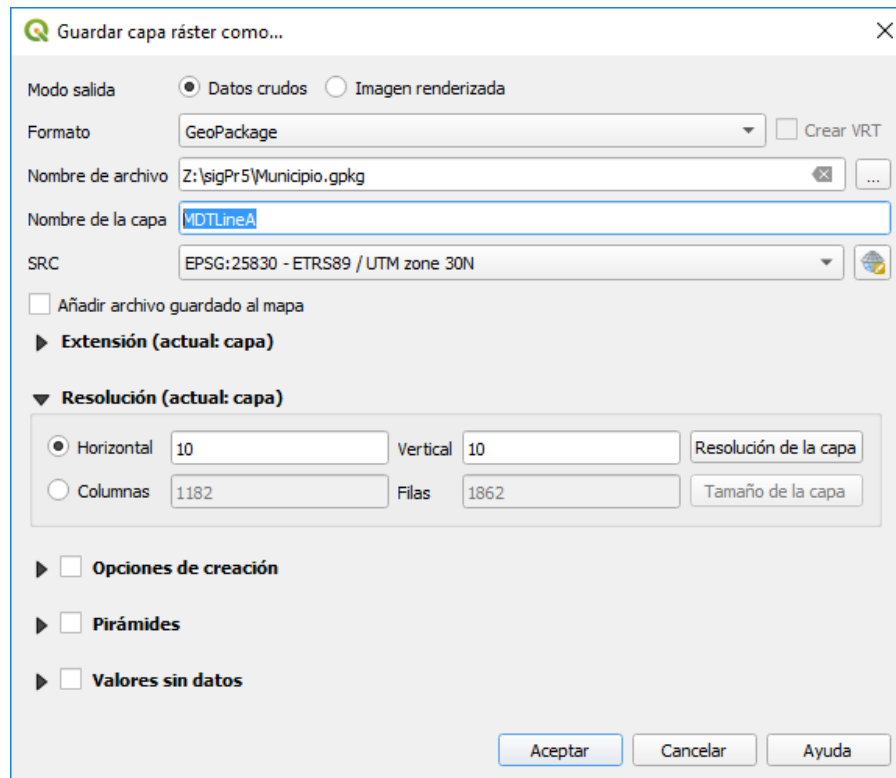 Guardar capa ráster como...
Modo salida Datos crudos Imagen renderizada
Formato GeoPackage Crear VRT
Nombre de archivo Z:\sigPr5\Municipio.gpkg ...
Nombre de la capa MDTLineA
SRC EPSG:25830 - ETRS89 / UTM zone 30N
Añadir archivo guardado al mapa
Extensión (actual: capa)
Resolución (actual: capa)
Horizontal 10 Vertical 10 Resolución de la capa
Columnas 1182 Filas 1862 Tamaño de la capa
Opciones de creación
Pirámides
Valores sin datos
Aceptar Cancelar Ayuda